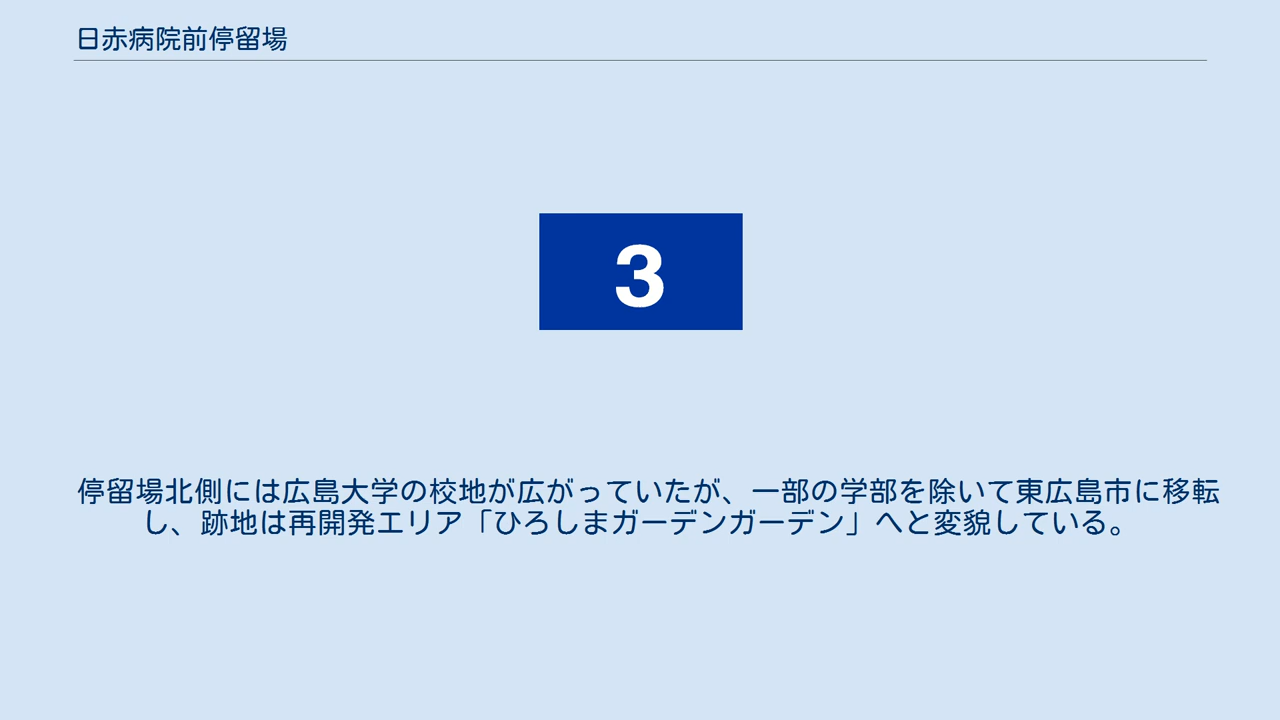 日赤病院前停留場
3
停留場北側には広島大学の校地が広がっていたが、一部の学部を除いて東広島市に移転
し、跡地は再開発エリア「ひろしまガーデンガーデン」へと変貌している。